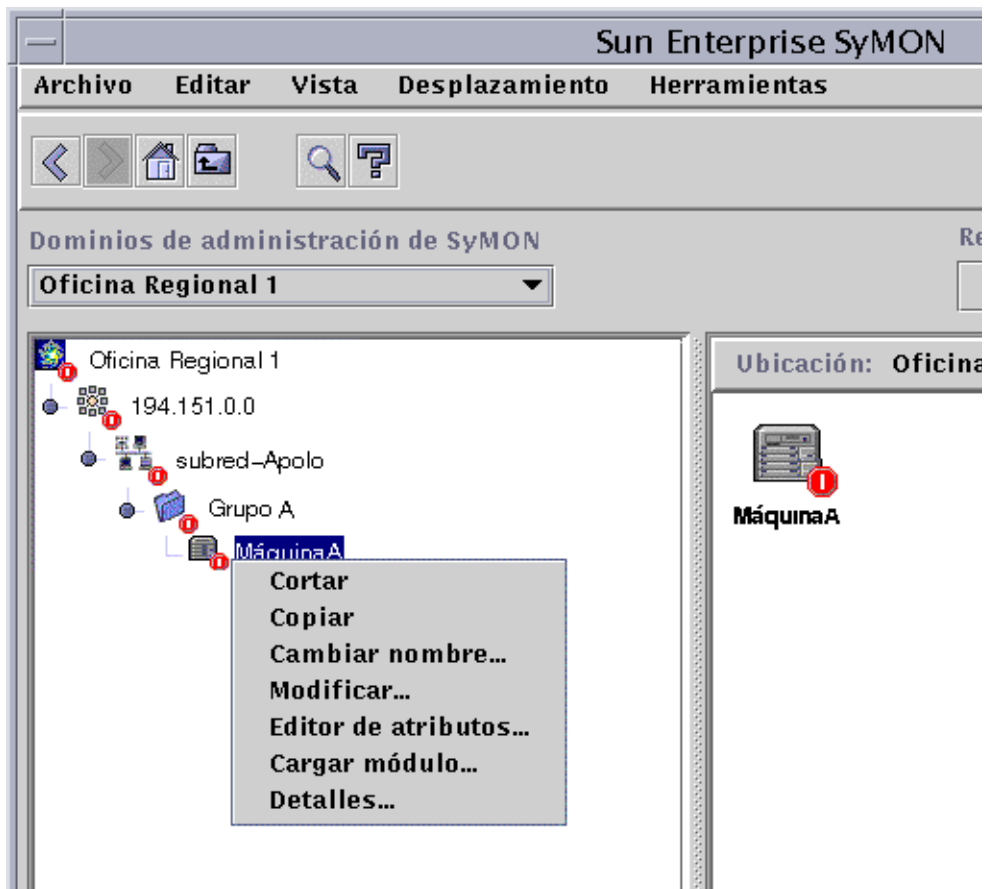 Sun Enterprise SyMON
Archivo Editar Vista Desplazamiento Herramientas
Dominios de administración de SyMON
Re
Oficina Regional 1
Oficina Regional 1
194.151.0.0
subred-Apolo
Grupo A
MáquinaA
Cortar
Copiar
Cambiar nombre...
Modificar...
Editor de atributos...
Cargar módulo...
Detalles...
Ubicación: Oficina
MáquinaA